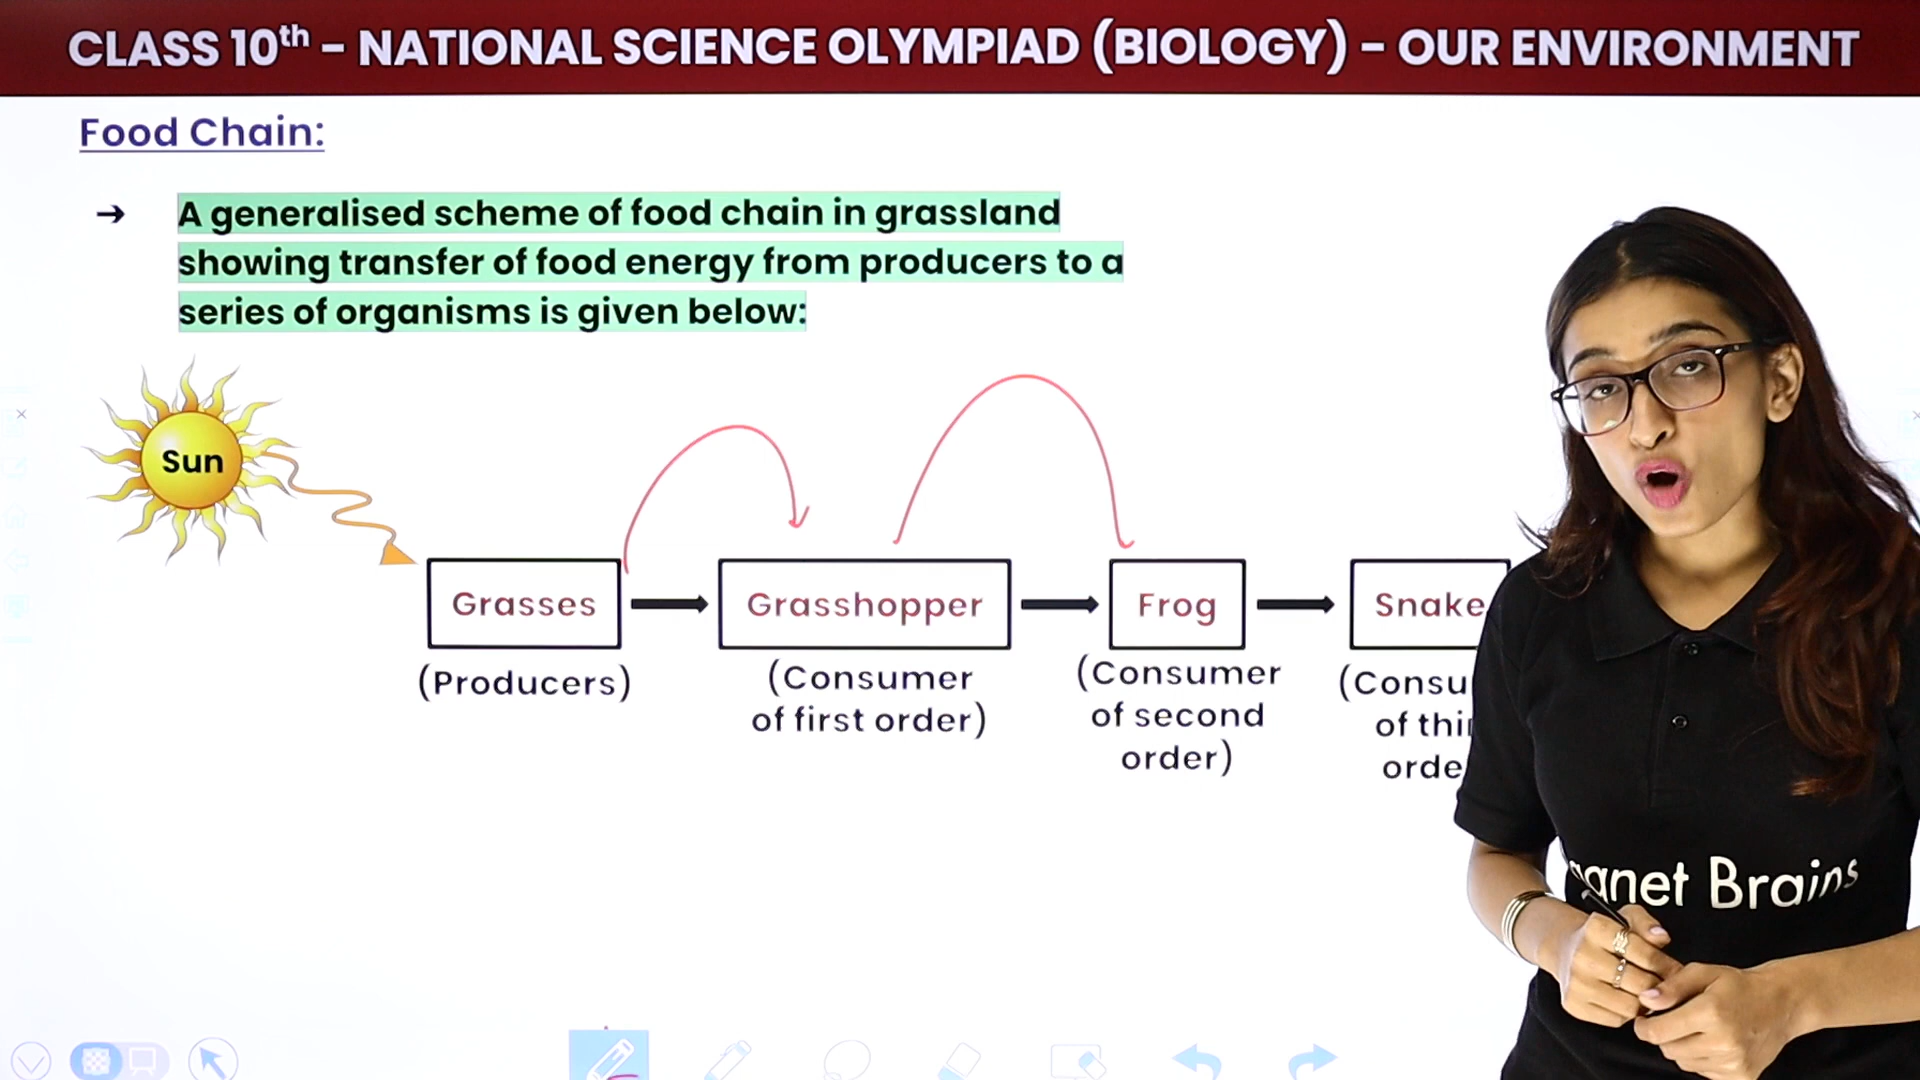 CLASS 10th – NATIONAL SCIENCE OLYMPIAD (BIOLOGY) – OUR ENVIRONMENT
Food Chain:
→ A generalised scheme of food chain in grassland
showing transfer of food energy from producers to a
series of organisms is given below:
Sun
Grasses → Grasshopper → Frog → Snake
(Producers)
(Consumer
of first order)
(Consumer
of second
order)
of
Brains